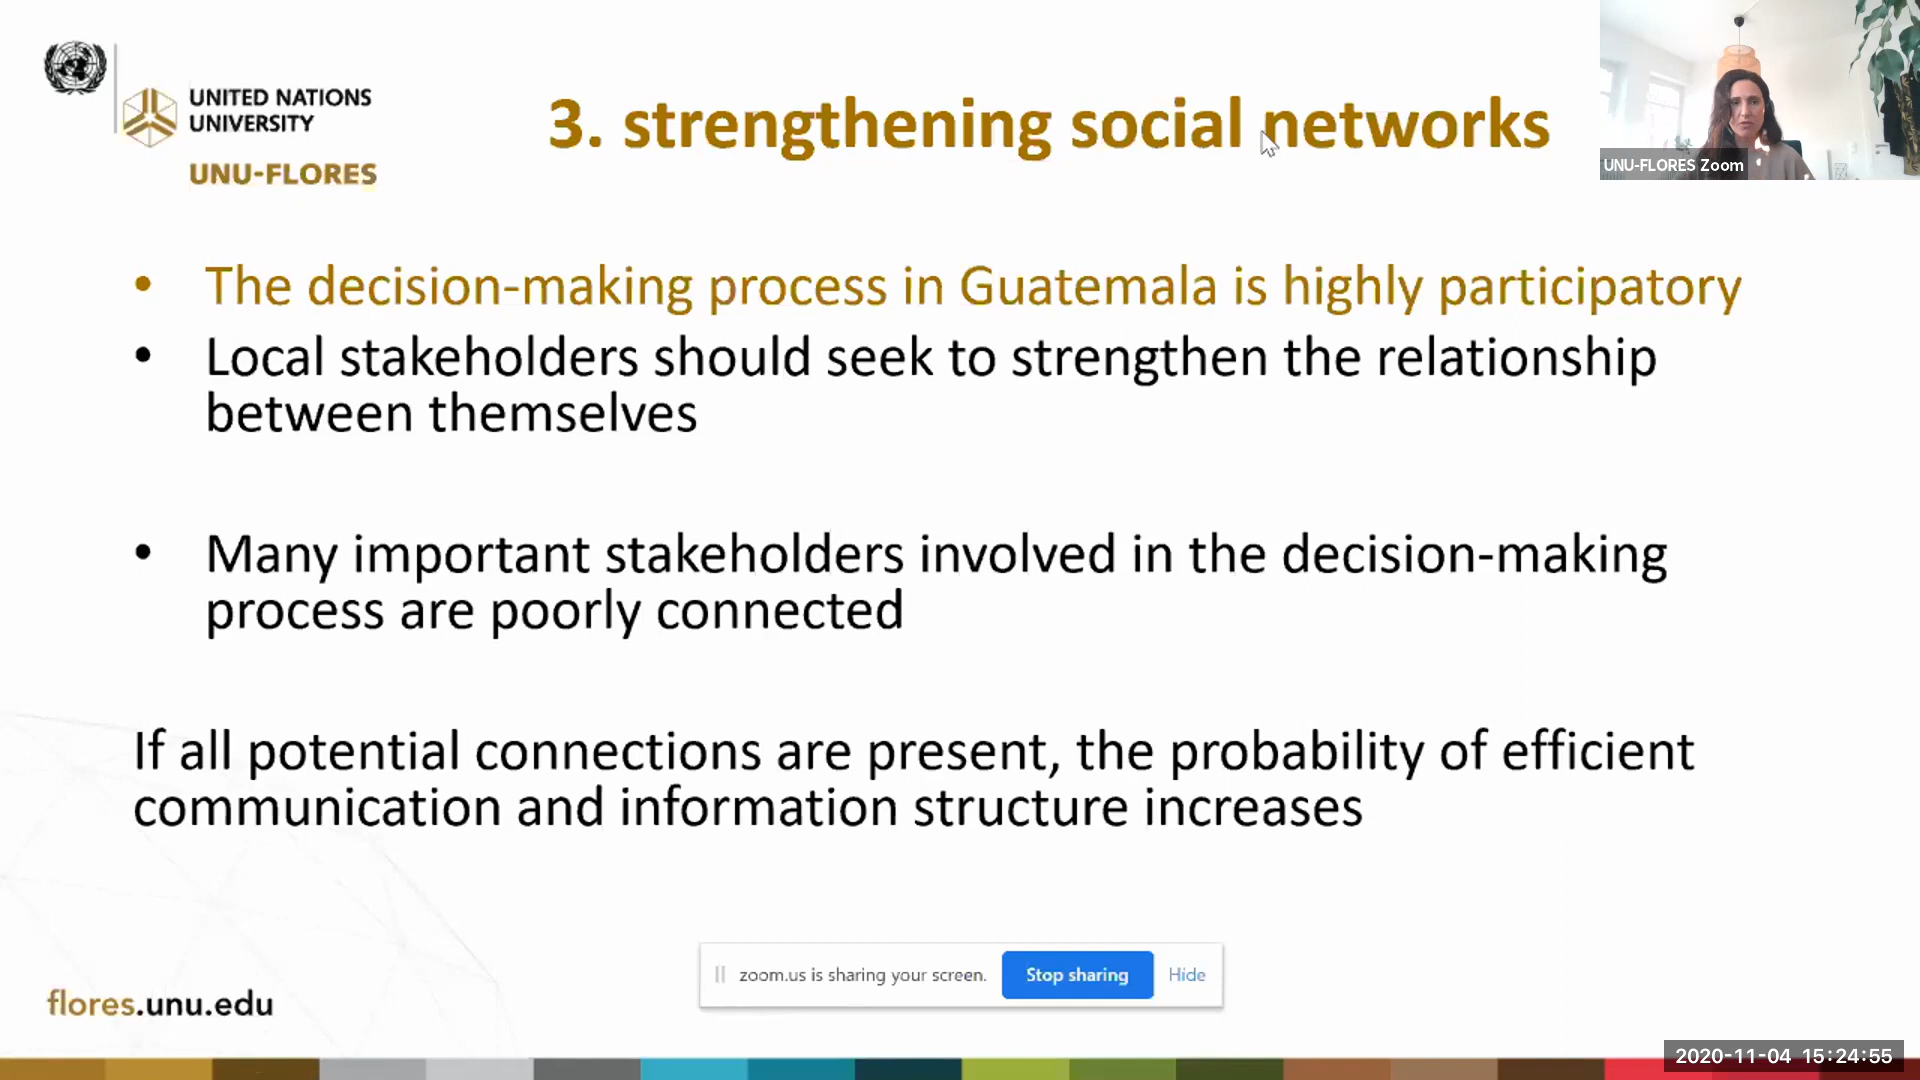 UNITED NATIONS
UNIVERSITY
UNU-FLORES
3. strengthening social networks
UNU-FLORES Zoom
• The decision-making process in Guatemala is highly participatory
• Local stakeholders should seek to strengthen the relationship
between themselves
• Many important stakeholders involved in the decision-making
process are poorly connected
If all potential connections are present, the probability of efficient
communication and information structure increases
zoom.us is sharing your screen. Stop sharing Hide
flores.unu.edu
2020-11-04 15:24:55